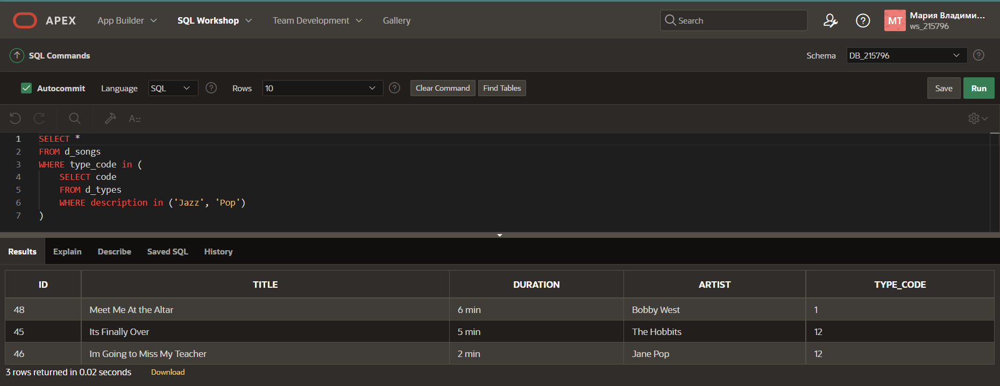 APEX App Builder SQL Workshop Team Development Gallery Search ? MT Мария Владими...
ws_215796
SQL Commands Schema DB_215796 ?
Autocommit Language SQL ? Rows 10 ? Clear Command Find Tables Save Run
A::
1 SELECT *
2 FROM d_songs
3 WHERE type_code in (
4 SELECT code
5 FROM d_types
6 WHERE description in ('Jazz', 'Pop')
7 )
Results Explain Describe Saved SQL History
ID TITLE DURATION ARTIST TYPE_CODE
48 Meet Me At the Altar 6 min Bobby West 1
45 Its Finally Over 5 min The Hobbits 12
46 Im Going to Miss My Teacher 2 min Jane Pop 12
3 rows returned in 0.02 seconds Download